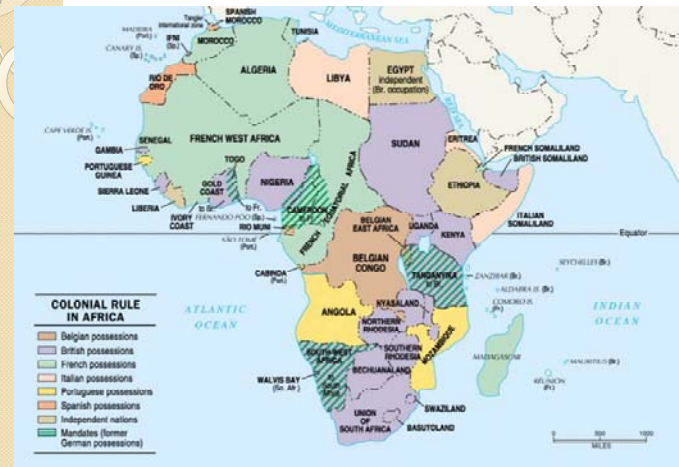 SPANISH
MOROCCO
Tangier
international zone
MADEIRA
(Port.)
IFNI
(Sp.)
CANARY IS.
(Sp.)
MOROCCO
TUNISIA
MEDITERRANEAN SEA
ALGERIA
LIBYA
EGYPT
independent
(Br. occupation)
RIO DE
ORO
RED SEA
CAPE VERDE IS.
(Port.)
SENEGAL
FRENCH WEST AFRICA
SUDAN
ERITREA
FRENCH SOMALILAND
BRITISH SOMALILAND
GAMBIA
PORTUGUESE
GUINEA
SIERRA LEONE
LIBERIA
IVORY
COAST
GOLD
COAST
TOGO
to Br.
to Fr.
NIGERIA
FERNANDO POO (Sp.)
CAMEROON
to Fr.
RIO MUNI
SÃO TOMÉ
(Port.)
FRENCH EQUATORIAL AFRICA
ETHIOPIA
ITALIAN
SOMALILAND
BELGIAN
EAST AFRICA
UGANDA
KENYA
Equator
BELGIAN
CONGO
CABINDA
(Port.)
TANGANYIKA
to Br.
ZANZIBAR (Br.)
SEYCHELLES (Br.)
ALDABRA IS. (Br.)
COMORO IS.
(Fr.)
ATLANTIC
OCEAN
INDIAN
OCEAN
ANGOLA
NYASALAND
NORTHERN
RHODESIA
MOZAMBIQUE
MADAGASCAR
MAURITIUS (Br.)
RÉUNION
(Fr.)
SOUTH WEST
AFRICA
to
South
Africa
SOUTHERN
RHODESIA
BECHUANALAND
WALVIS BAY
(So. Afr.)
SWAZILAND
UNION
OF
SOUTH AFRICA
BASUTOLAND
COLONIAL RULE
IN AFRICA
Belgian possessions
British possessions
French possessions
Italian possessions
Portuguese possessions
Spanish possessions
Independent nations
Mandates (former
German possessions)
0 500 1000
MILES